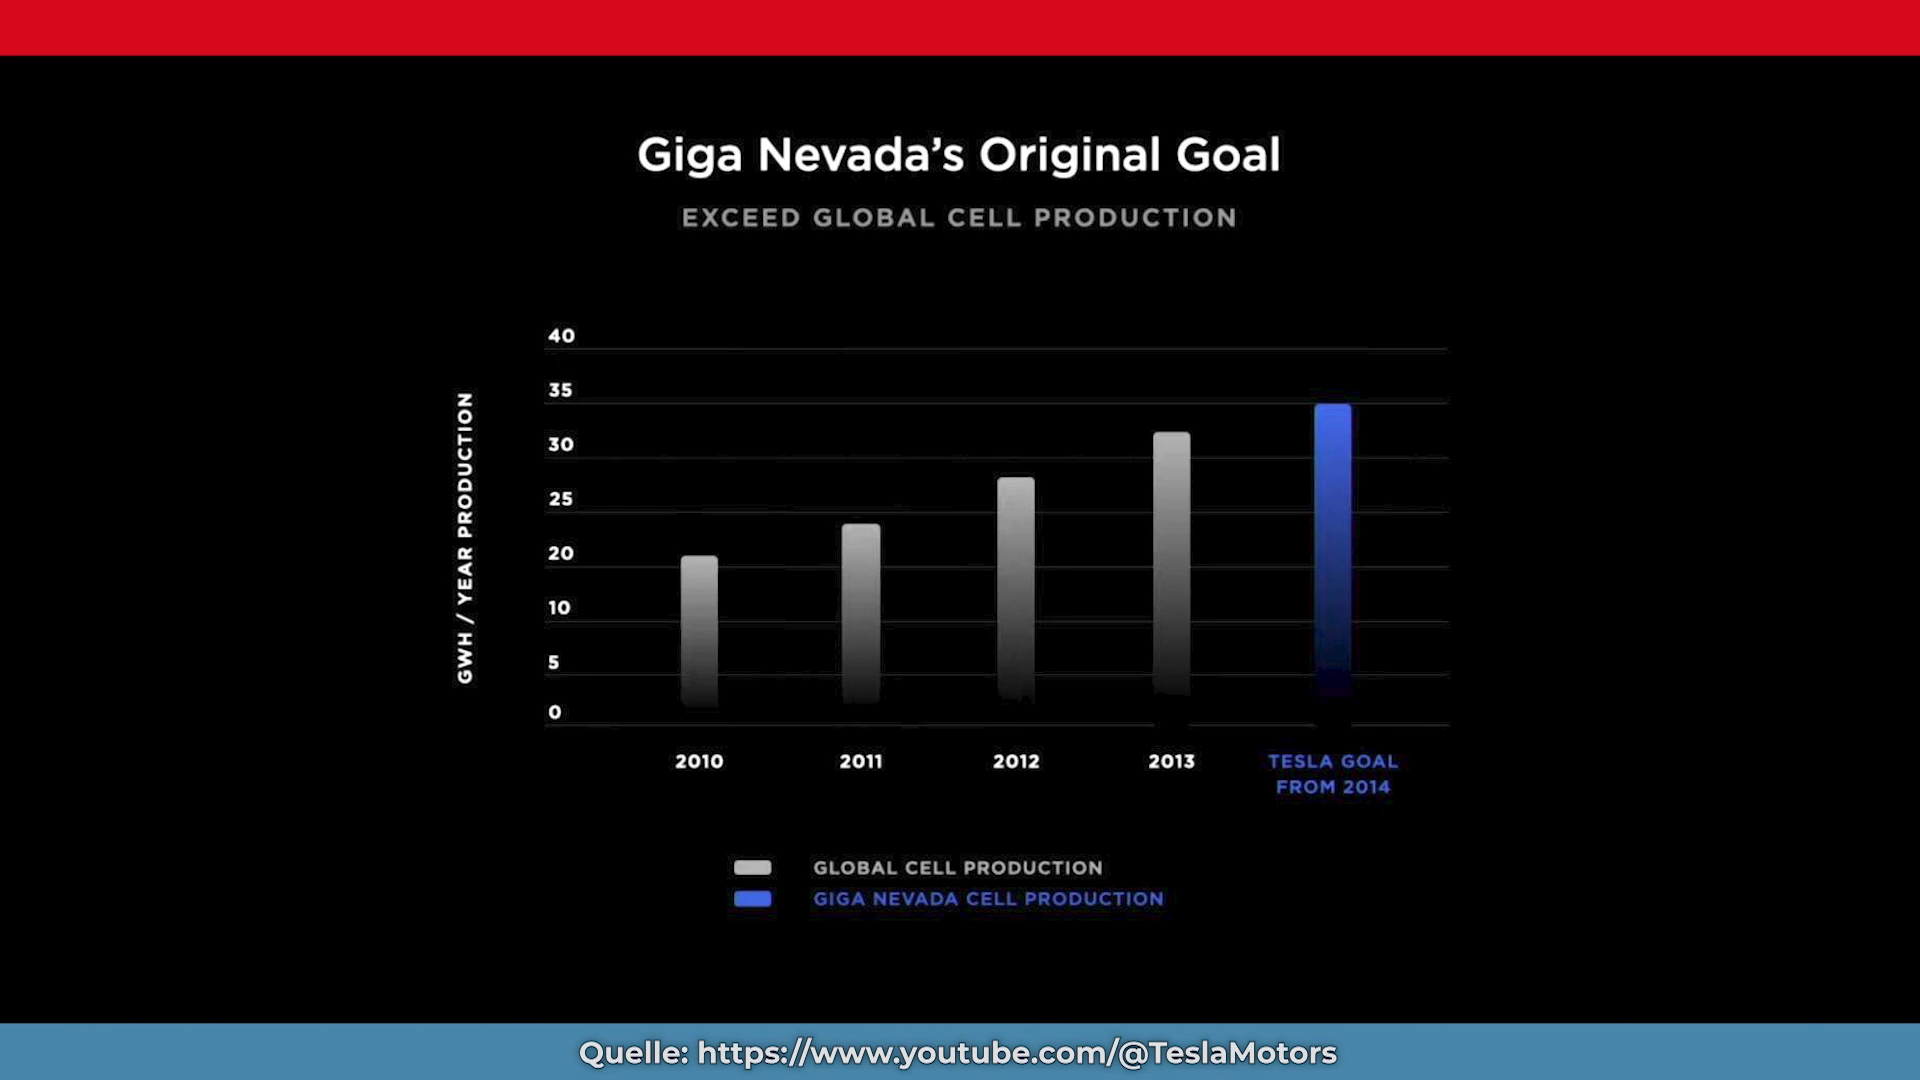 Giga Nevada's Original Goal
EXCEED GLOBAL CELL PRODUCTION
GWH / YEAR PRODUCTION
40
35
30
25
20
10
5
0
2010 2011 2012 2013 TESLA GOAL
FROM 2014
GLOBAL CELL PRODUCTION
GIGA NEVADA CELL PRODUCTION
Quelle: https://www.youtube.com/@TeslaMotors